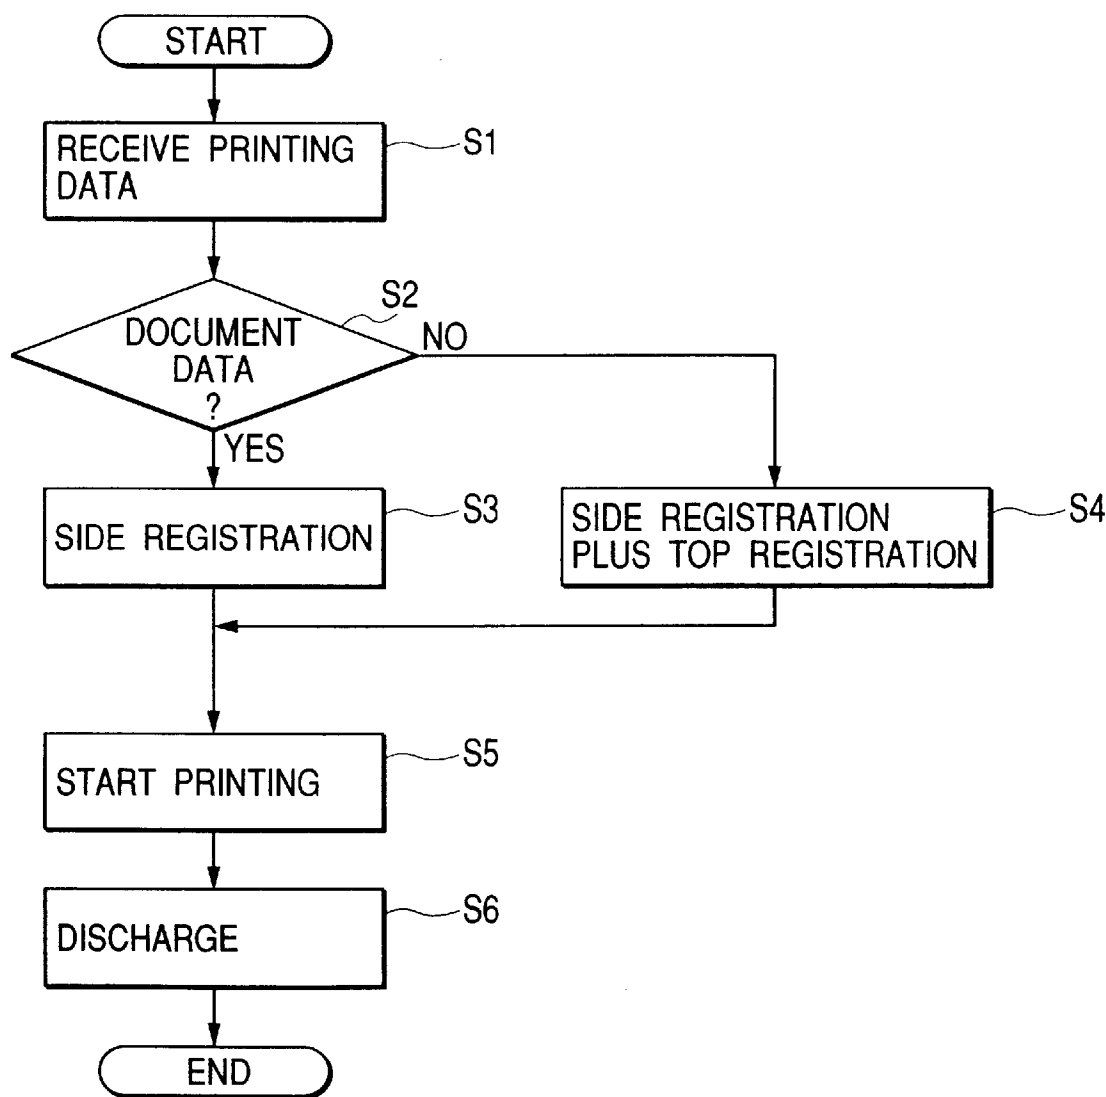 START
RECEIVE PRINTING
DATA
S1
S2
DOCUMENT
DATA
?
NO
YES
SIDE REGISTRATION
S3
SIDE REGISTRATION
PLUS TOP REGISTRATION
S4
START PRINTING
S5
DISCHARGE
S6
END